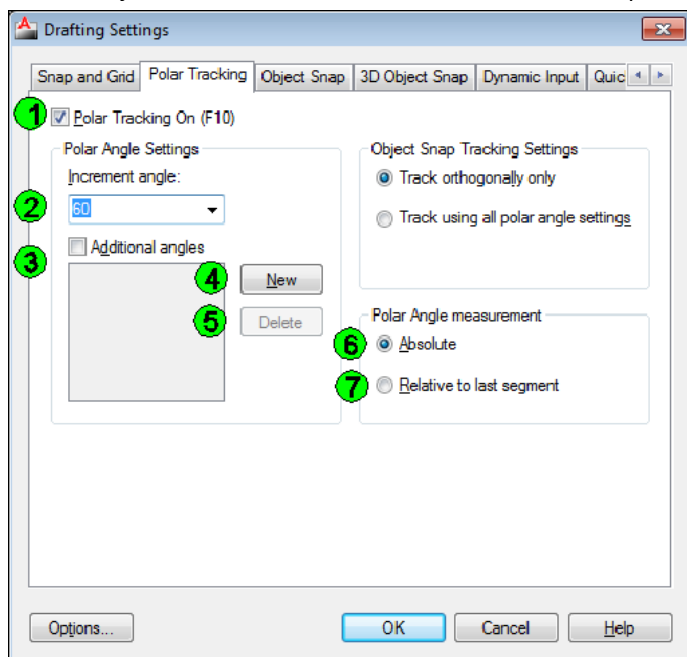 Drafting Settings
Snap and Grid Polar Tracking Object Snap 3D Object Snap Dynamic Input Quic
1 Polar Tracking On (F10)
Polar Angle Settings
Increment angle:
2 60
Additional angles
3
4 New
5 Delete
Object Snap Tracking Settings
Track orthogonally only
Track using all polar angle settings
Polar Angle measurement
6 Absolute
7 Relative to last segment
Options... OK Cancel Help